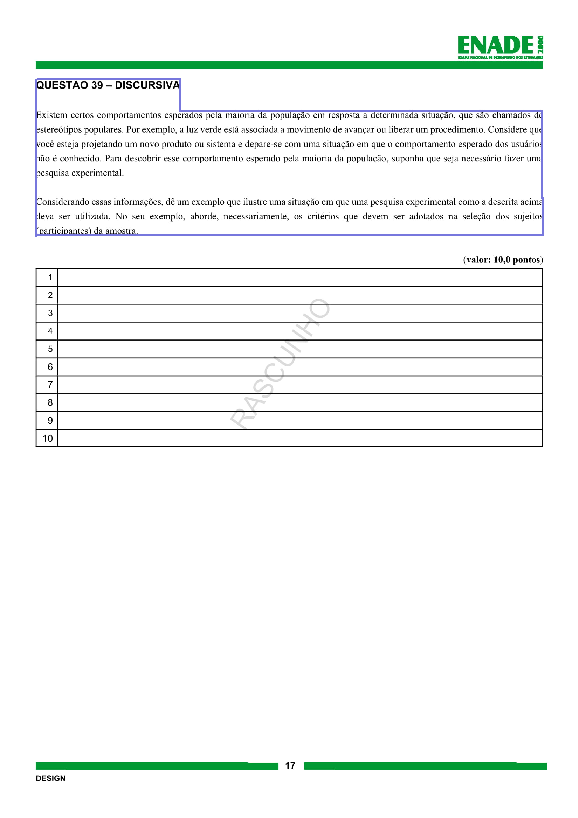 ENADE 2009
EXAME NACIONAL DE DESEMPENHO DOS ESTUDANTES
QUESTÃO 39 – DISCURSIVA
Existem certos comportamentos esperados pela maioria da população em resposta a determinada situação, que são chamados de
estereótipos populares. Por exemplo, a luz verde está associada a movimento de avançar ou liberar um procedimento. Considere que
você esteja projetando um novo produto ou sistema e depare-se com uma situação em que o comportamento esperado dos usuários
não é conhecido. Para descobrir esse comportamento esperado pela maioria da população, suponha que seja necessário fazer uma
pesquisa experimental.
Considerando essas informações, dê um exemplo que ilustre uma situação em que uma pesquisa experimental como a descrita acima
deva ser utilizada. No seu exemplo, aborde, necessariamente, os critérios que devem ser adotados na seleção dos sujeitos
(participantes) da amostra.
(valor: 10,0 pontos)
1
2
3
4
5
6
7
8
9
10
RASCUNHO
17
DESIGN